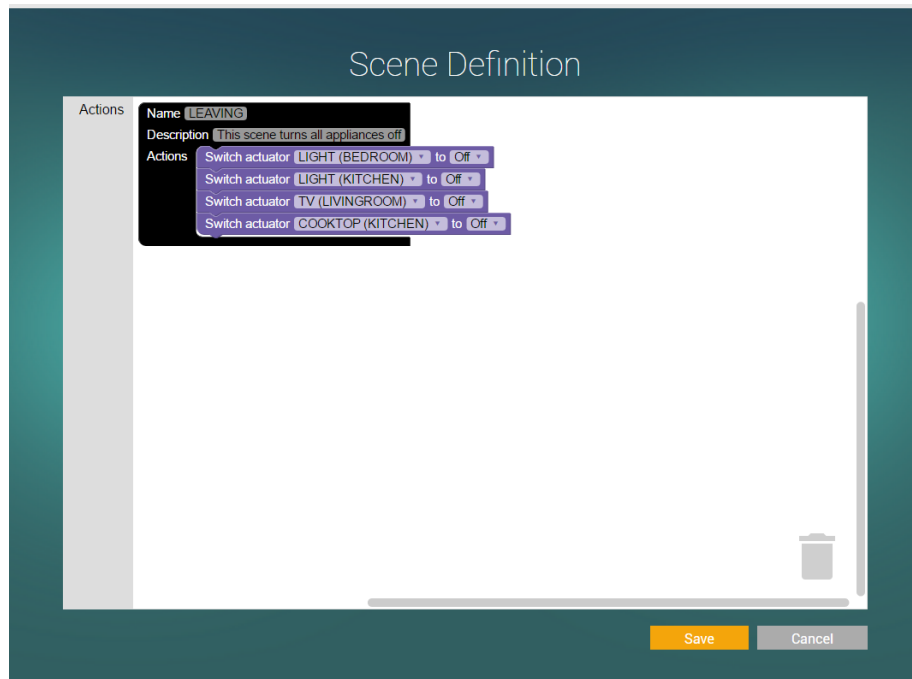 Scene Definition
Actions
Name LEAVING
Description This scene turns all appliances off
Actions Switch actuator LIGHT (BEDROOM) to Off
Switch actuator LIGHT (KITCHEN) to Off
Switch actuator TV (LIVINGROOM) to Off
Switch actuator COOKTOP (KITCHEN) to Off
Save Cancel